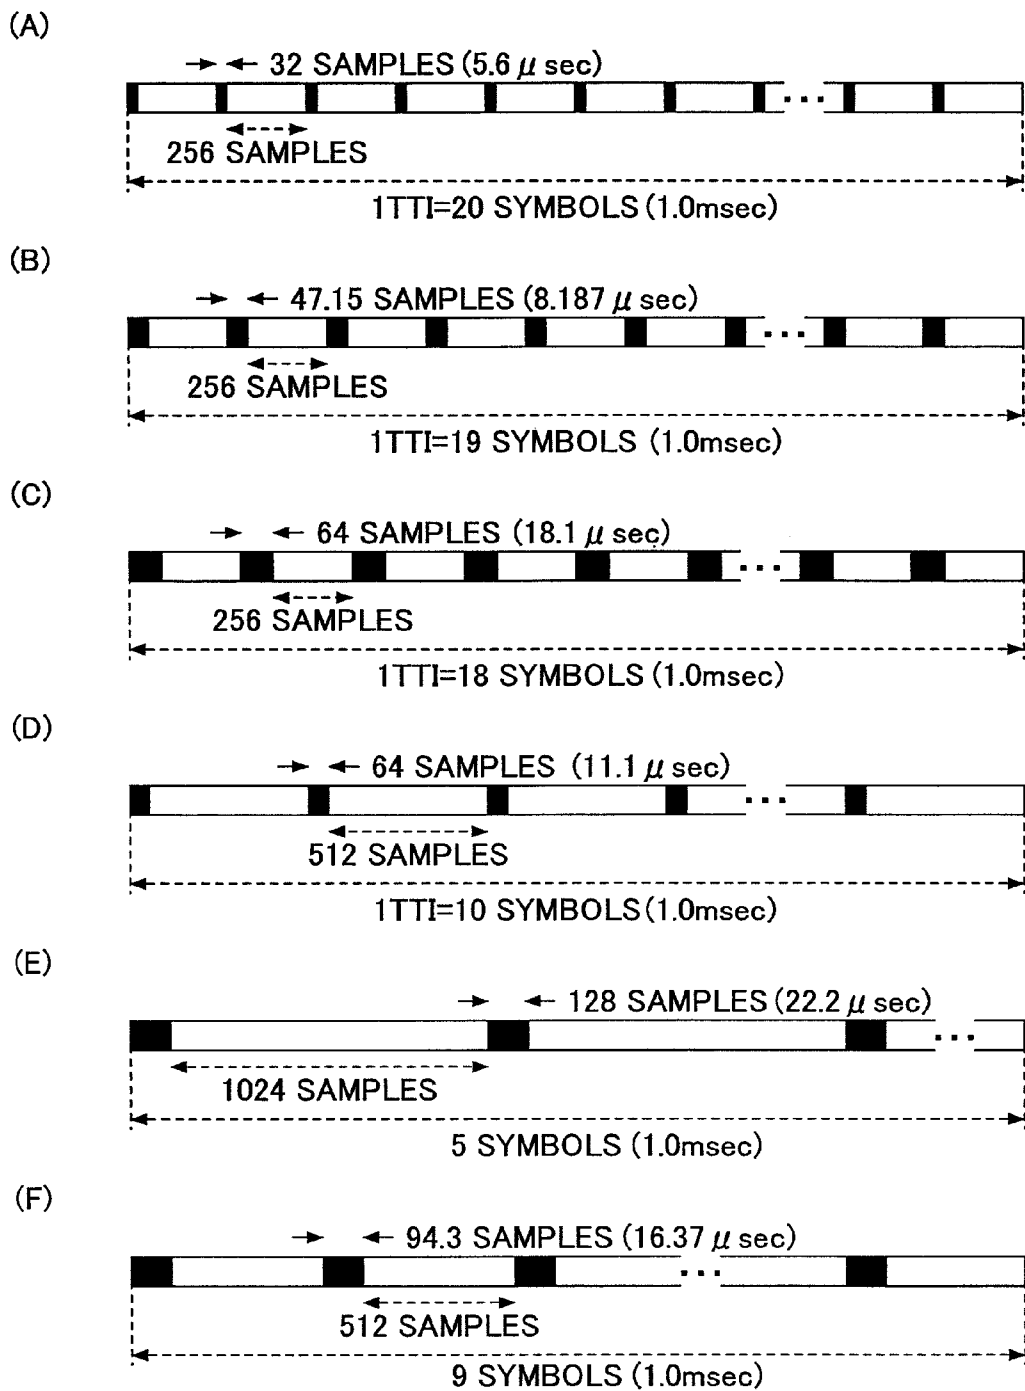 (A)
32 SAMPLES (5.6 μ sec)
256 SAMPLES
1TTI=20 SYMBOLS (1.0msec)
(B)
47.15 SAMPLES (8.187 μ sec)
256 SAMPLES
1TTI=19 SYMBOLS (1.0msec)
(C)
64 SAMPLES (18.1 μ sec)
256 SAMPLES
1TTI=18 SYMBOLS (1.0msec)
(D)
64 SAMPLES (11.1 μ sec)
512 SAMPLES
1TTI=10 SYMBOLS (1.0msec)
(E)
128 SAMPLES (22.2 μ sec)
1024 SAMPLES
5 SYMBOLS (1.0msec)
(F)
94.3 SAMPLES (16.37 μ sec)
512 SAMPLES
9 SYMBOLS (1.0msec)